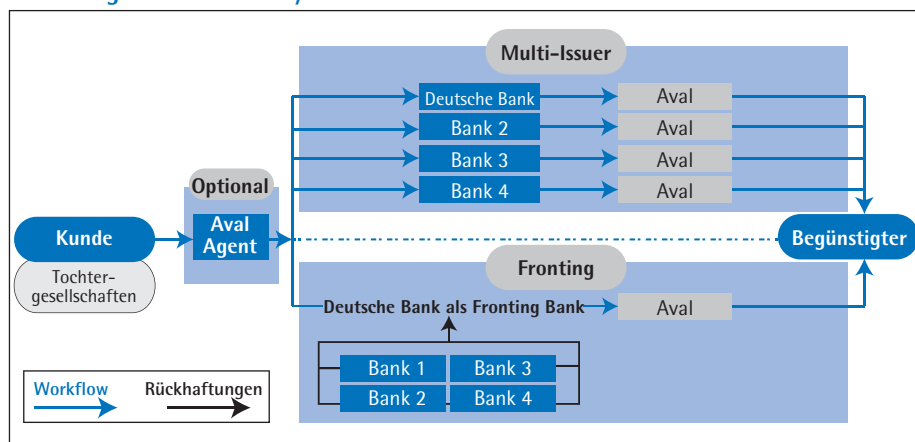 Multi-Issuer
Deutsche Bank
Aval
Bank 2
Aval
Bank 3
Aval
Bank 4
Aval
Optional
Aval
Agent
Kunde
Tochter-
gesellschaften
Begünstigter
Fronting
Deutsche Bank als Fronting Bank
Aval
Bank 1
Bank 3
Bank 2
Bank 4
Workflow
Rückhaftungen